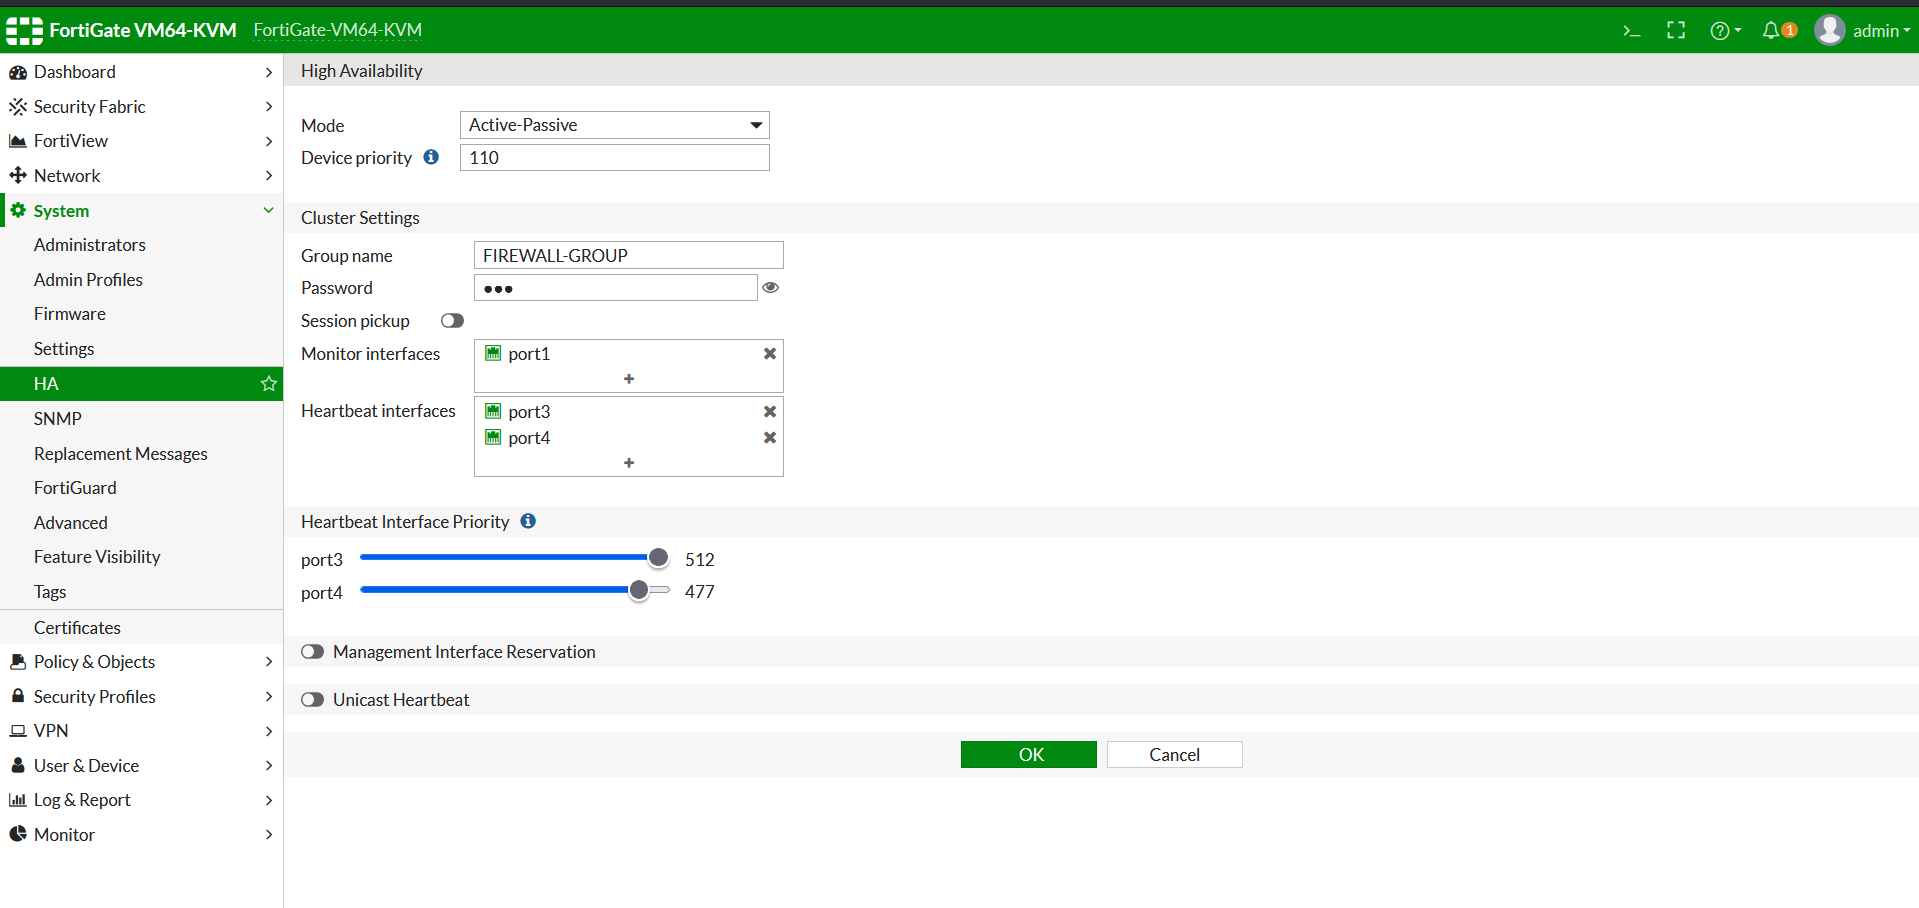 FortiGate VM64-KVM FortiGate-VM64-KVM >_ ? 1 admin
Dashboard
Security Fabric
FortiView
Network
System
Administrators
Admin Profiles
Firmware
Settings
HA
SNMP
Replacement Messages
FortiGuard
Advanced
Feature Visibility
Tags
Certificates
Policy & Objects
Security Profiles
VPN
User & Device
Log & Report
Monitor
High Availability
Mode Active-Passive
Device priority 110
Cluster Settings
Group name FIREWALL-GROUP
Password ●●●
Session pickup
Monitor interfaces port1
Heartbeat interfaces port3
port4
Heartbeat Interface Priority
port3 512
port4 477
Management Interface Reservation
Unicast Heartbeat
OK Cancel